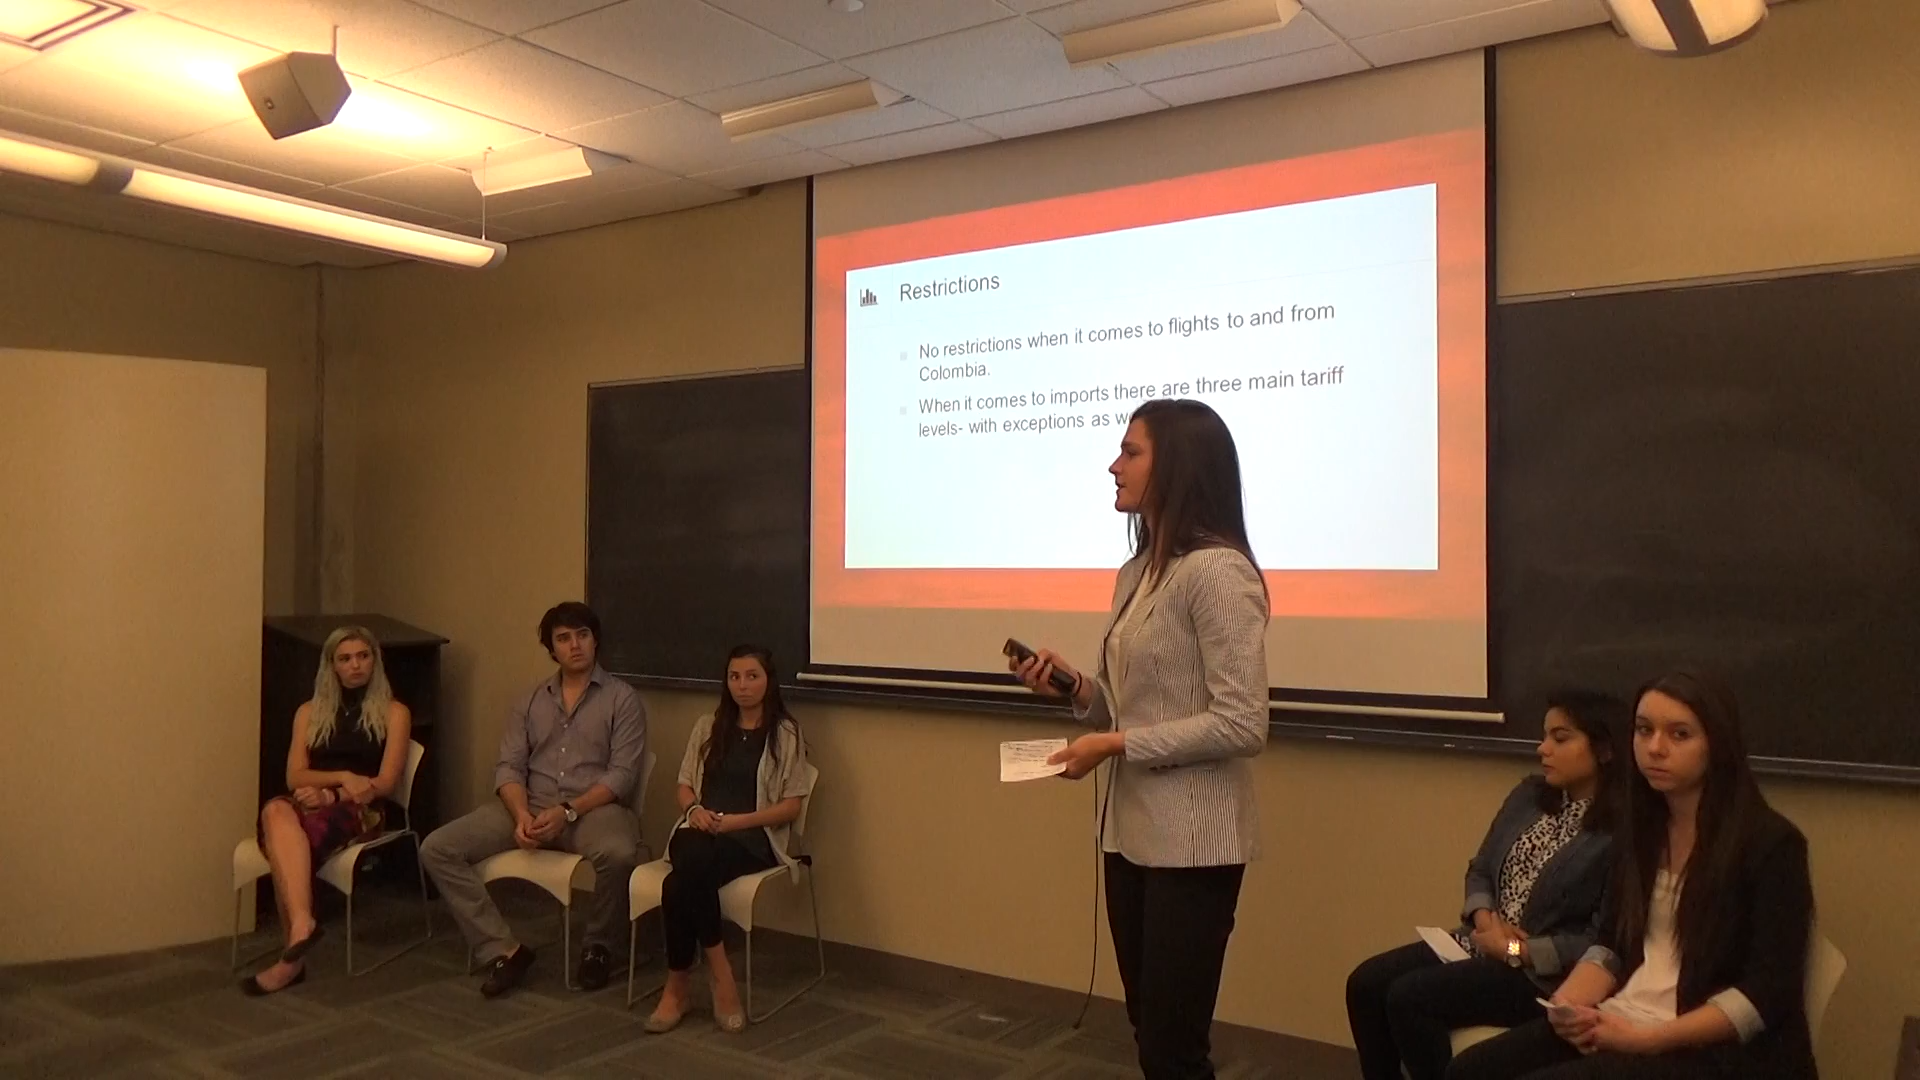 Restrictions
No restrictions when it comes to flights to and from
Colombia.
When it comes to imports there are three main tariff
levels- with exceptions as